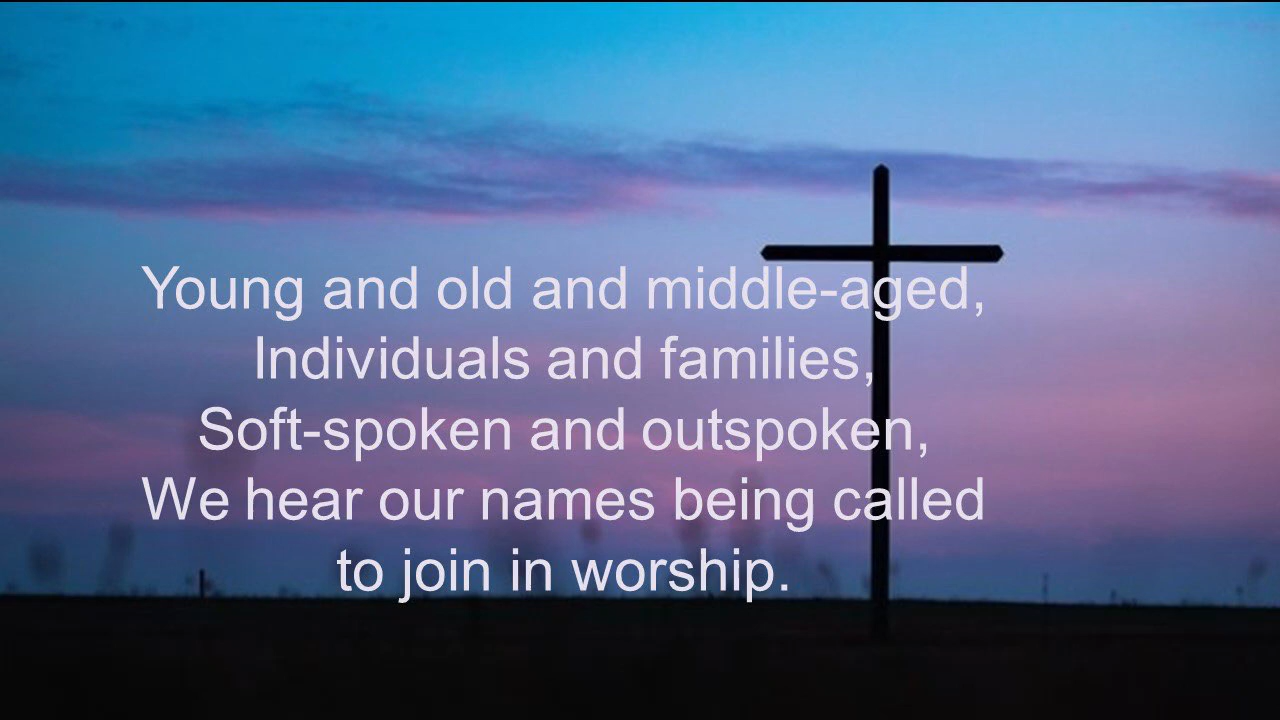 Young and old and middle-aged,
Individuals and families,
Soft-spoken and outspoken,
We hear our names being called
to join in worship.